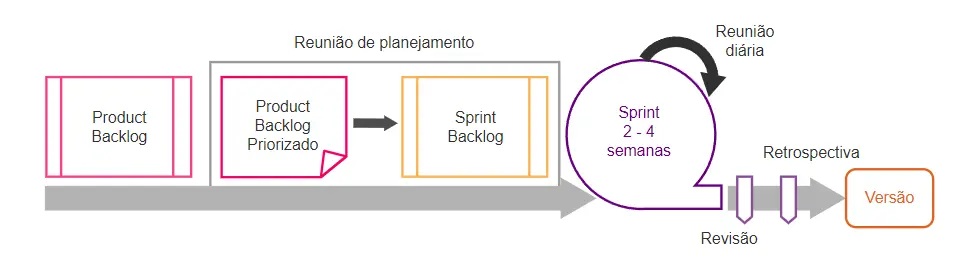 Reunião de planejamento
Reunião
diária
Product
Backlog
Product
Backlog
Priorizado
Sprint
Backlog
Sprint
2 - 4
semanas
Retrospectiva
Versão
Revisão